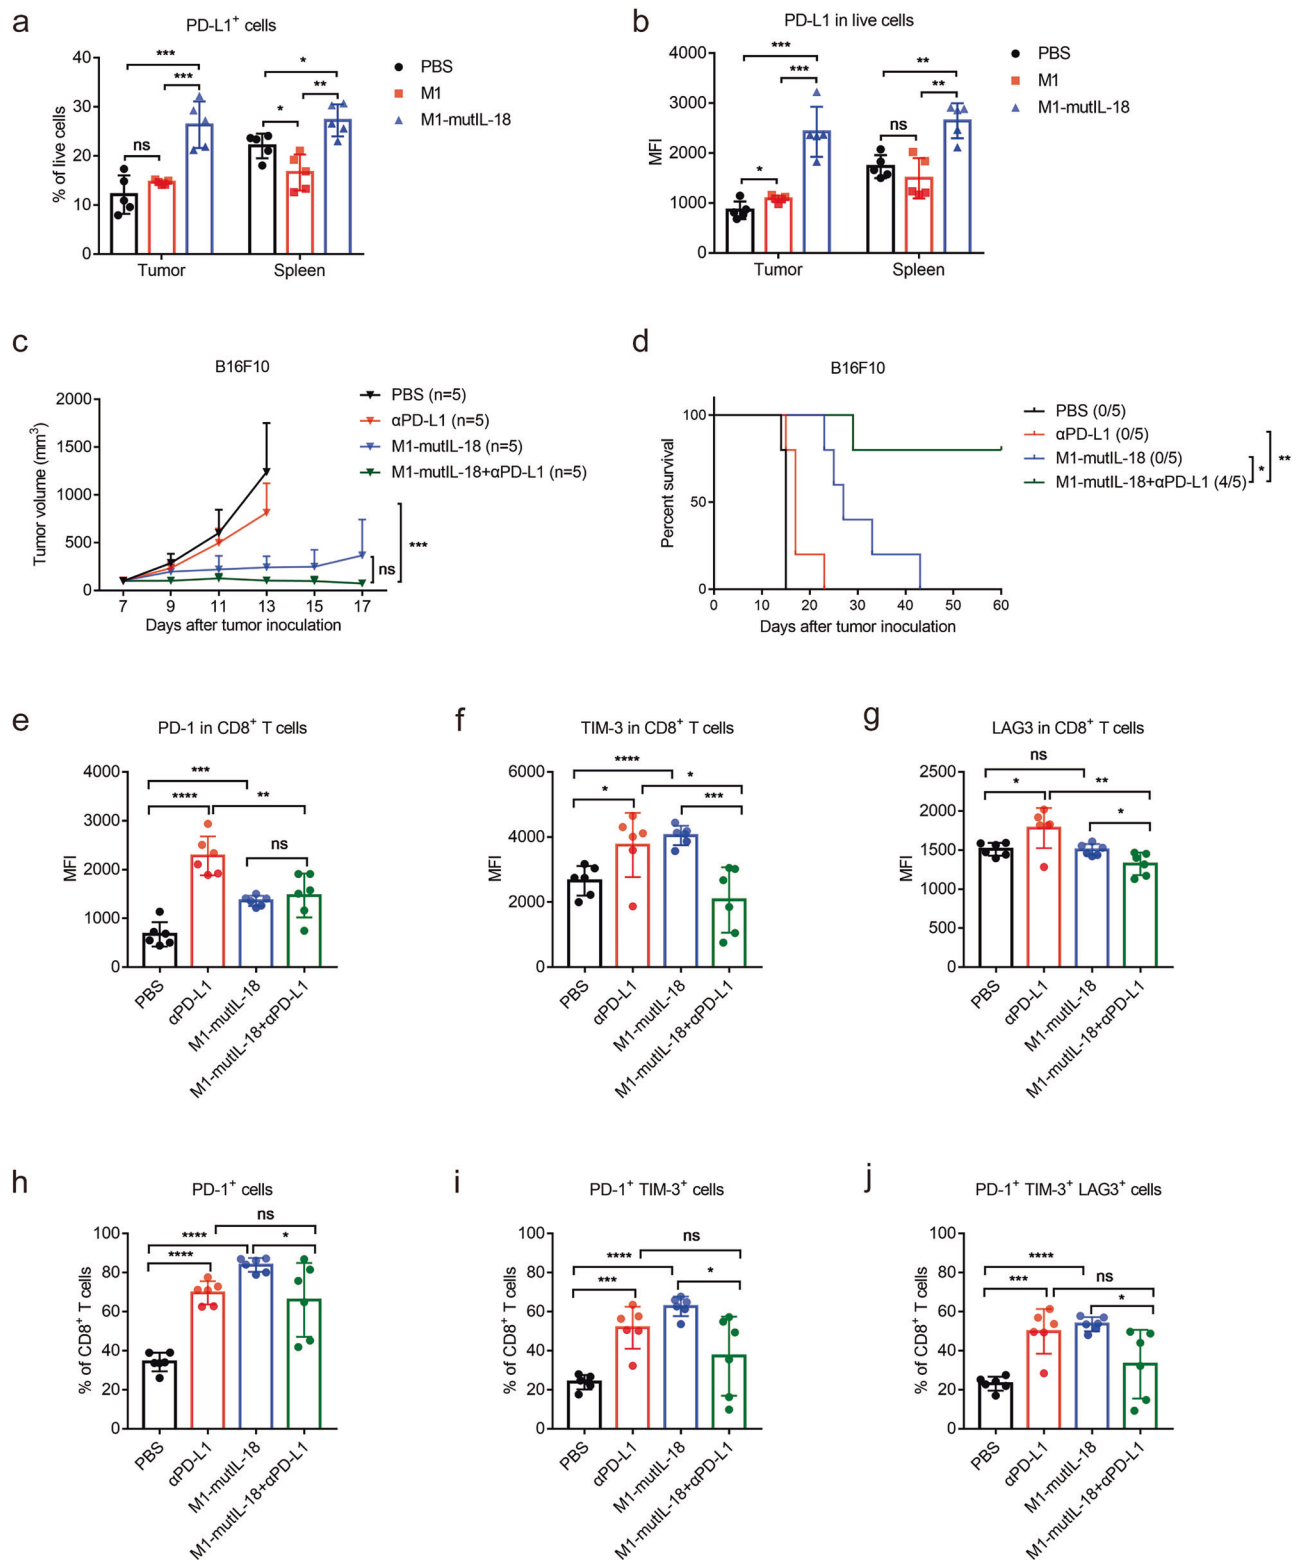 a
PD-L1⁺ cells
% of live cells
40
30
20
10
0
***
***
ns
*
**
*
Tumor
Spleen
PBS
M1
M1-mutIL-18
b
PD-L1 in live cells
MFI
4000
3000
2000
1000
0
***
***
*
**
**
ns
Tumor
Spleen
PBS
M1
M1-mutIL-18
c
B16F10
Tumor volume (mm³)
2000
1500
1000
500
0
7 9 11 13 15 17
Days after tumor inoculation
PBS (n=5)
αPD-L1 (n=5)
M1-mutIL-18 (n=5)
M1-mutIL-18+αPD-L1 (n=5)
ns
***
d
B16F10
Percent survival
100
50
0
0 10 20 30 40 50 60
Days after tumor inoculation
PBS (0/5)
αPD-L1 (0/5)
M1-mutIL-18 (0/5)
M1-mutIL-18+αPD-L1 (4/5)
*
**
e
PD-1 in CD8⁺ T cells
MFI
4000
3000
2000
1000
0
***
****
**
ns
PBS
αPD-L1
M1-mutIL-18
M1-mutIL-18+αPD-L1
f
TIM-3 in CD8⁺ T cells
MFI
6000
4000
2000
0
****
*
*
***
PBS
αPD-L1
M1-mutIL-18
M1-mutIL-18+αPD-L1
g
LAG3 in CD8⁺ T cells
MFI
2500
2000
1500
1000
500
0
ns
*
**
*
PBS
αPD-L1
M1-mutIL-18
M1-mutIL-18+αPD-L1
h
PD-1⁺ cells
% of CD8⁺ T cells
100
80
60
40
20
0
ns
****
*
****
PBS
αPD-L1
M1-mutIL-18
M1-mutIL-18+αPD-L1
i
PD-1⁺ TIM-3⁺ cells
% of CD8⁺ T cells
100
80
60
40
20
0
ns
****
***
*
PBS
αPD-L1
M1-mutIL-18
M1-mutIL-18+αPD-L1
j
PD-1⁺ TIM-3⁺ LAG3⁺ cells
% of CD8⁺ T cells
100
80
60
40
20
0
****
***
ns
*
PBS
αPD-L1
M1-mutIL-18
M1-mutIL-18+αPD-L1